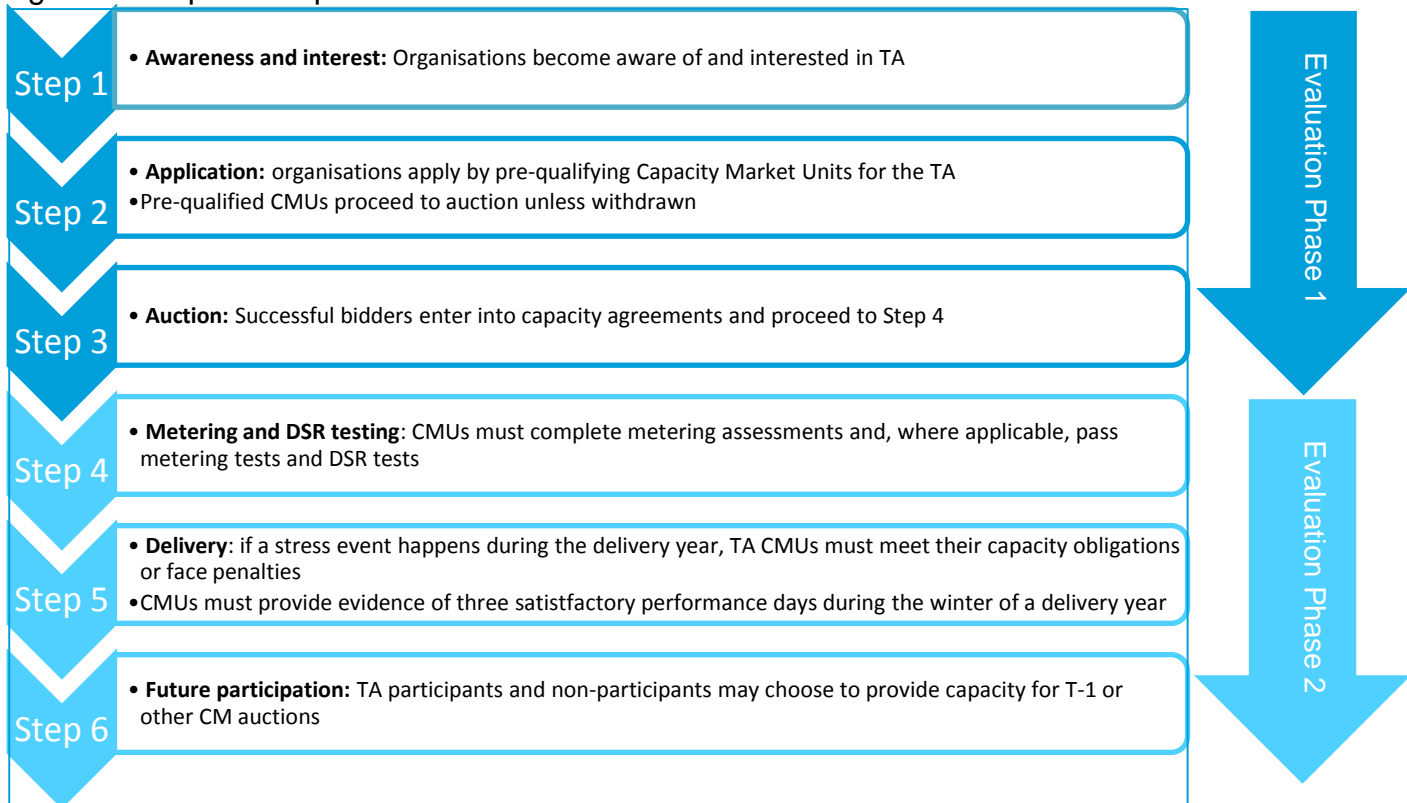 Step 1
• Awareness and interest: Organisations become aware of and interested in TA
Step 2
• Application: organisations apply by pre-qualifying Capacity Market Units for the TA
•Pre-qualified CMUs proceed to auction unless withdrawn
Step 3
• Auction: Successful bidders enter into capacity agreements and proceed to Step 4
Evaluation Phase 1
Step 4
• Metering and DSR testing: CMUs must complete metering assessments and, where applicable, pass
metering tests and DSR tests
Step 5
• Delivery: if a stress event happens during the delivery year, TA CMUs must meet their capacity obligations
or face penalties
•CMUs must provide evidence of three satistfactory performance days during the winter of a delivery year
Step 6
• Future participation: TA participants and non-participants may choose to provide capacity for T-1 or
other CM auctions
Evaluation Phase 2